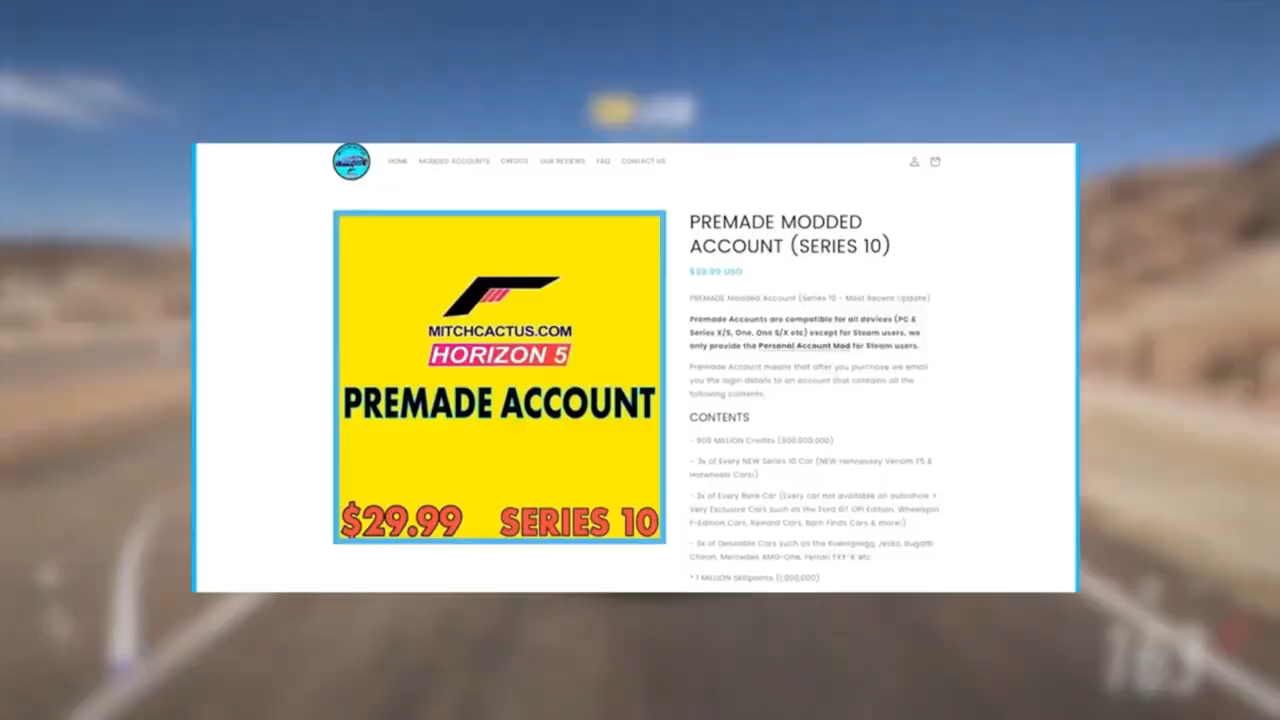 HOME MODDED ACCOUNTS CREDITS OUR REVIEWS FAQ CONTACT US
MITCHCACTUS.COM
HORIZON 5
PREMADE ACCOUNT
$29.99 SERIES 10
PREMADE MODDED
ACCOUNT (SERIES 10)
$39.99 USD
PREMADE Modded Account (Series 10 - Most Recent Update)
Premade Accounts are compatible for all devices (PC &
Series X/S, One, One S/X etc) except for Steam users, we
only provide the Personal Account Mod for Steam users.
Premade Account means that after you purchase we email
you the login details to an account that contains all the
following contents.
CONTENTS
- 900 MILLION Credits (900,000,000)
- 3x of Every NEW Series 10 Car (NEW Hennessey Venom F5 &
Hotwheels Cars!)
- 3x of Every Rare Car (Every car not available on autoshow +
Very Exclusive Cars such as the Ford GT OPI Edition, Wheelspin
F-Edition Cars, Reward Cars, Barn Finds Cars & more!)
- 3x of Desirable Cars such as the Koenigsegg Jesko, Bugatti
Chiron, Mercedes AMG-One, Ferrari FXX-K etc
* 1 MILLION Skillpoints (1,000,000)